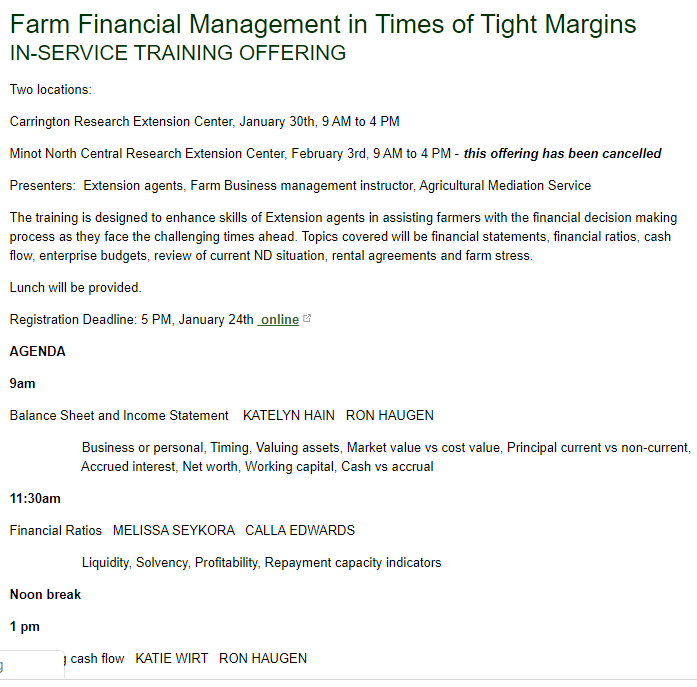 Farm Financial Management in Times of Tight Margins
IN-SERVICE TRAINING OFFERING
Two locations:
Carrington Research Extension Center, January 30th, 9 AM to 4 PM
Minot North Central Research Extension Center, February 3rd, 9 AM to 4 PM - this offering has been cancelled
Presenters:  Extension agents, Farm Business management instructor, Agricultural Mediation Service
The training is designed to enhance skills of Extension agents in assisting farmers with the financial decision making
process as they face the challenging times ahead. Topics covered will be financial statements, financial ratios, cash
flow, enterprise budgets, review of current ND situation, rental agreements and farm stress.
Lunch will be provided.
Registration Deadline: 5 PM, January 24th  online
AGENDA
9am
Balance Sheet and Income Statement    KATELYN HAIN   RON HAUGEN
Business or personal, Timing, Valuing assets, Market value vs cost value, Principal current vs non-current,
Accrued interest, Net worth, Working capital, Cash vs accrual
11:30am
Financial Ratios   MELISSA SEYKORA   CALLA EDWARDS
Liquidity, Solvency, Profitability, Repayment capacity indicators
Noon break
1 pm
cash flow   KATIE WIRT   RON HAUGEN